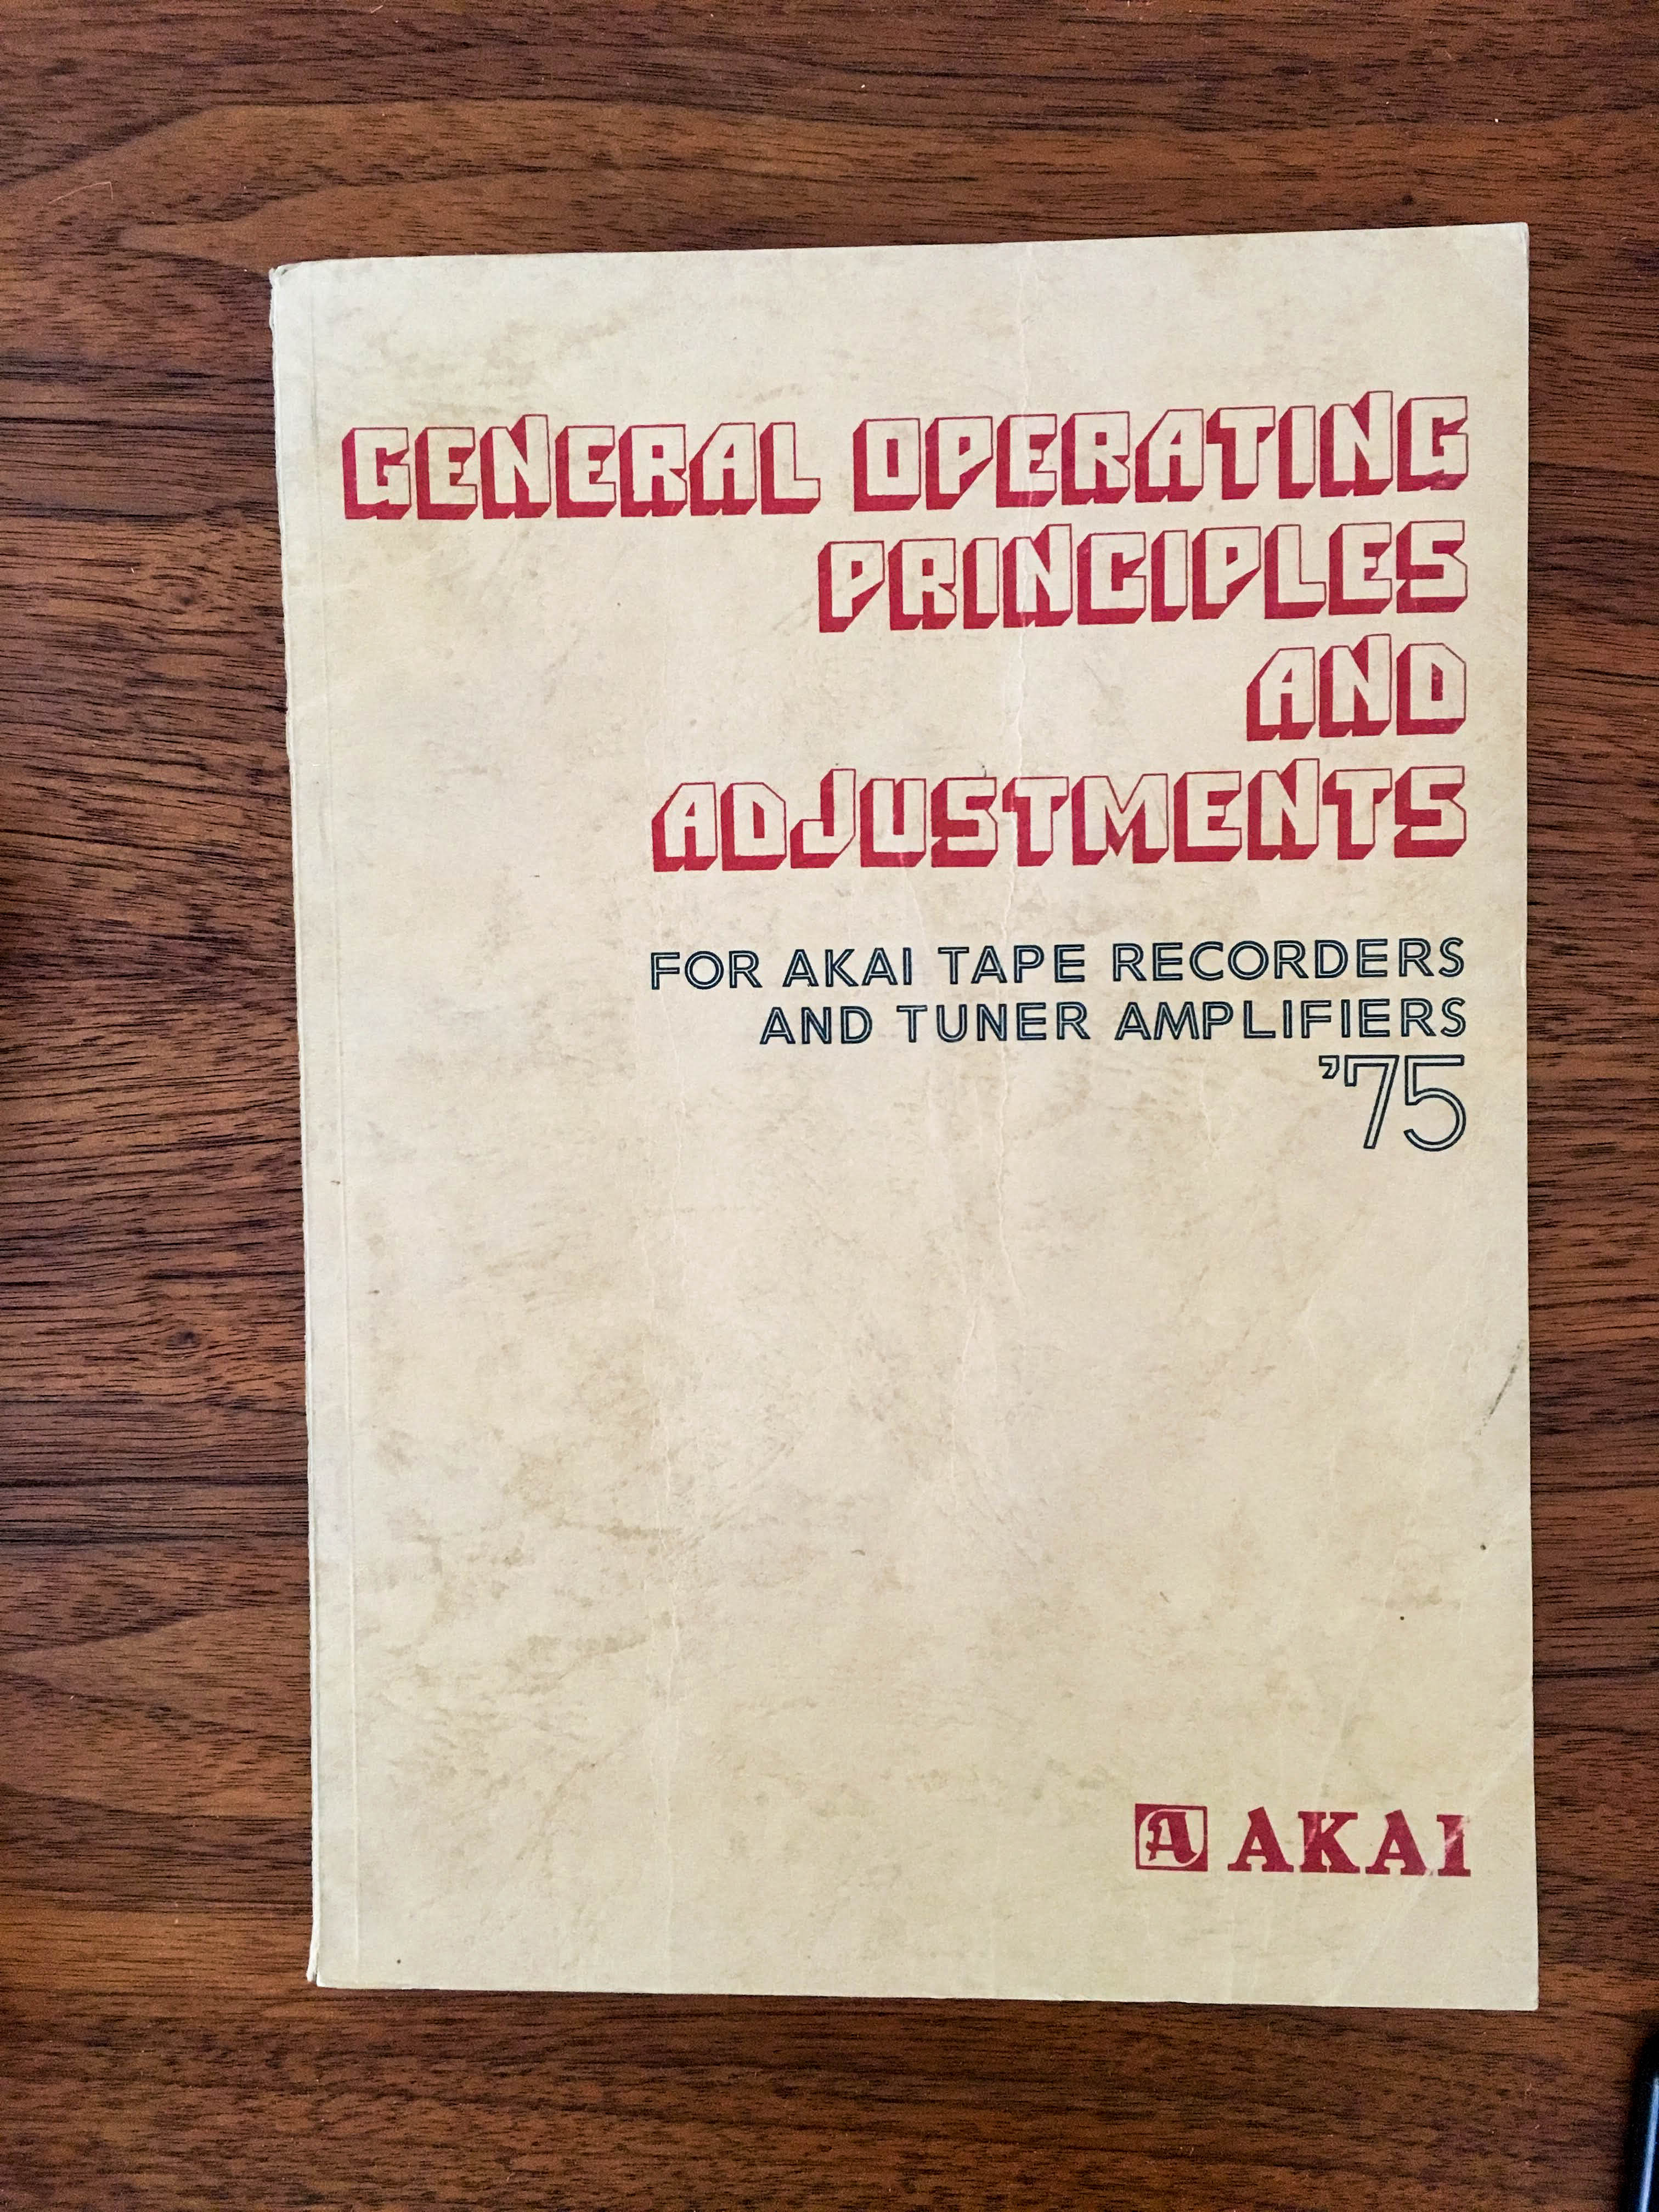 GENERAL OPERATING
PRINCIPLES
AND
ADJUSTMENTS
FOR AKAI TAPE RECORDERS
AND TUNER AMPLIFIERS
'75
A AKAI